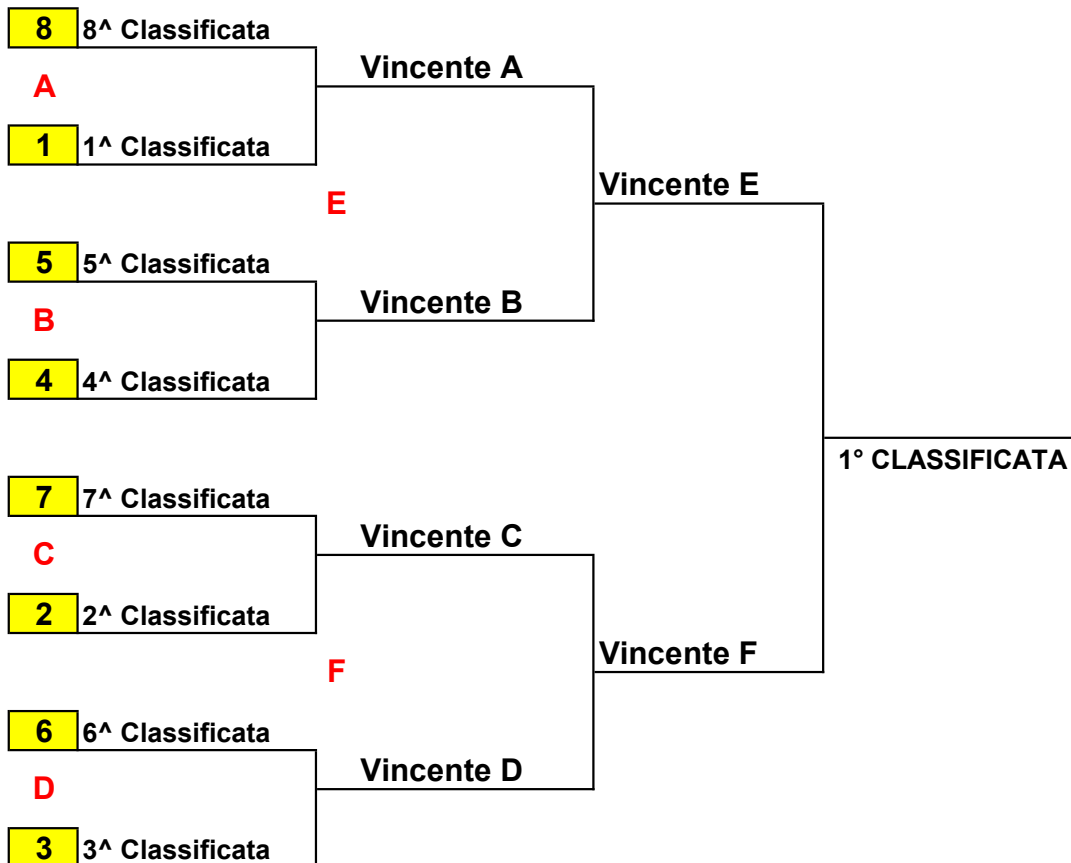 8 8^ Classificata
Vincente A
A
1 1^ Classificata
Vincente E
E
5 5^ Classificata
Vincente B
B
4 4^ Classificata
1° CLASSIFICATA
7 7^ Classificata
Vincente C
C
2 2^ Classificata
Vincente F
F
6 6^ Classificata
Vincente D
D
3 3^ Classificata